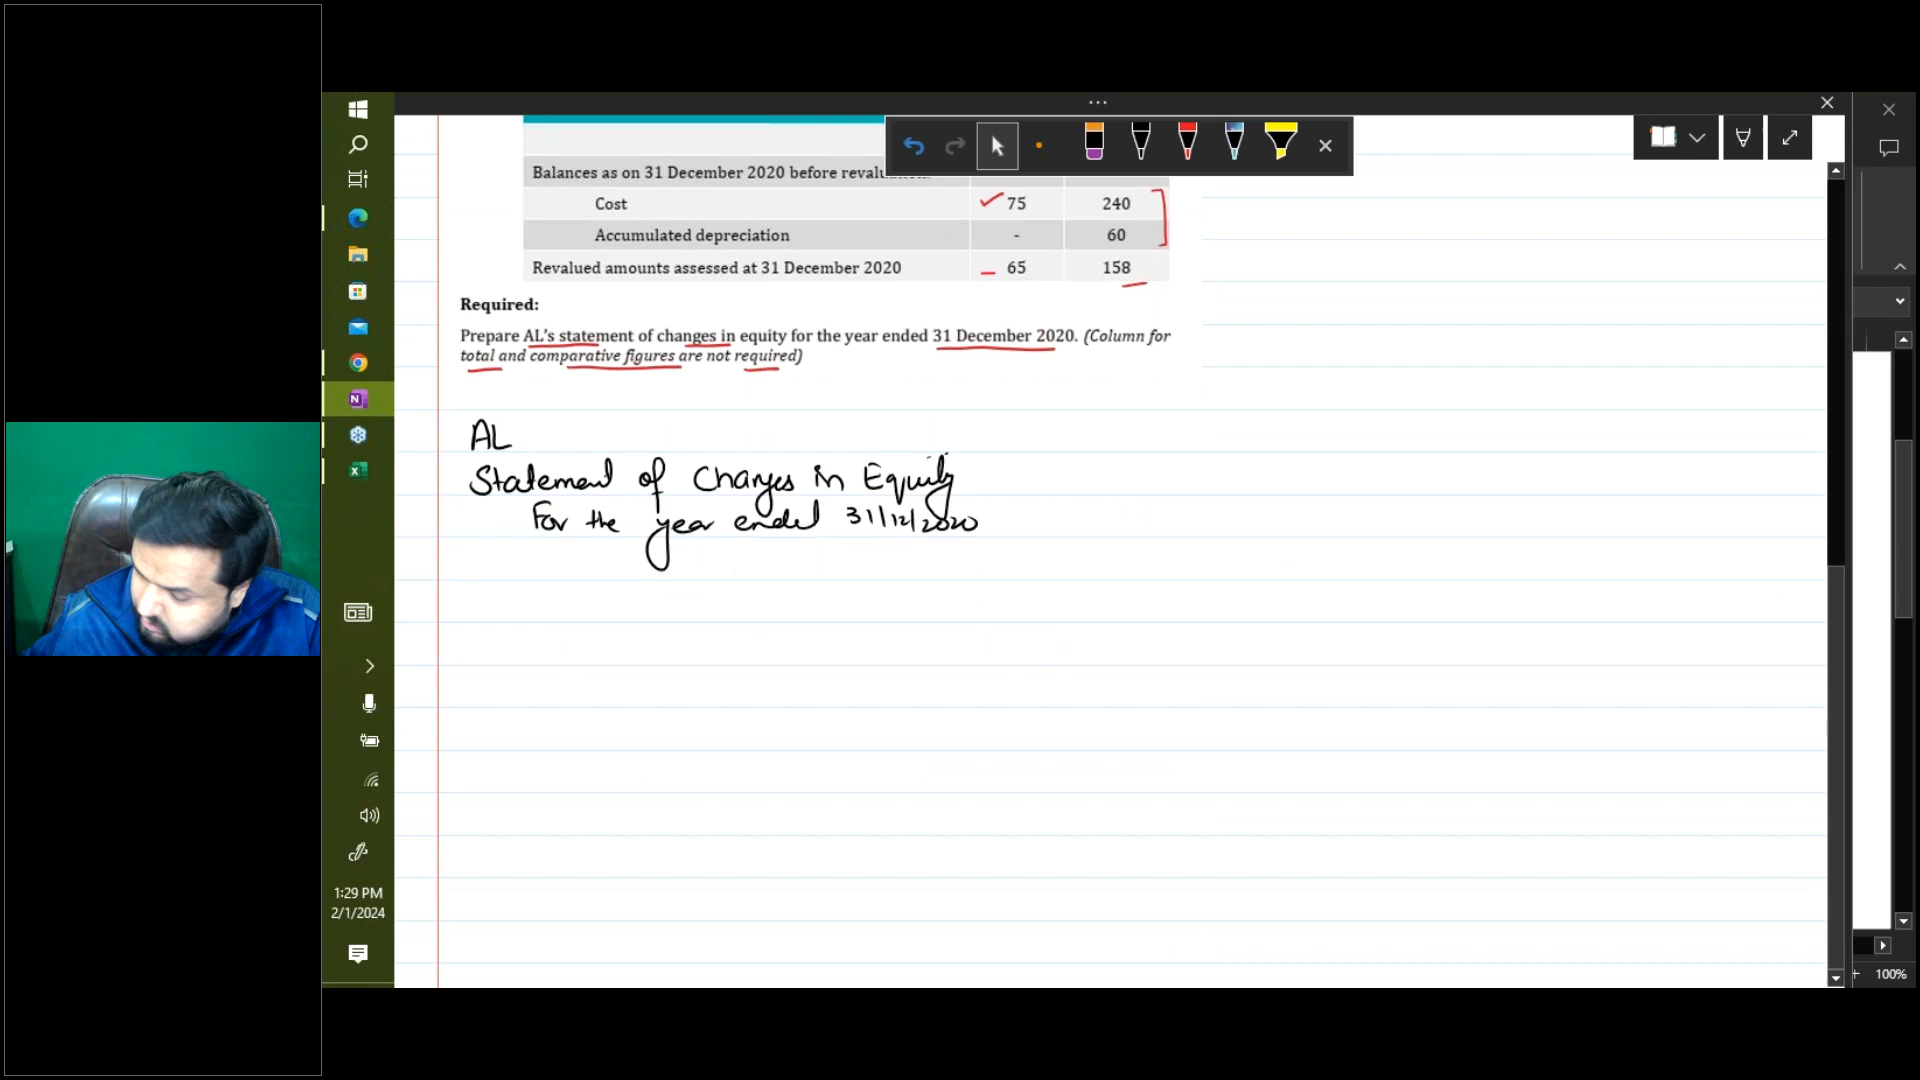 Balances as on 31 December 2020 before
Cost 75 240
Accumulated depreciation - 60
Revalued amounts assessed at 31 December 2020 65 158
Required:
Prepare AL's statement of changes in equity for the year ended 31 December 2020. (Column for
total and comparative figures are not required)
AL
Statement of Changes in Equity
For the year ended 31/12/2020
1:29 PM
2/1/2024
100%